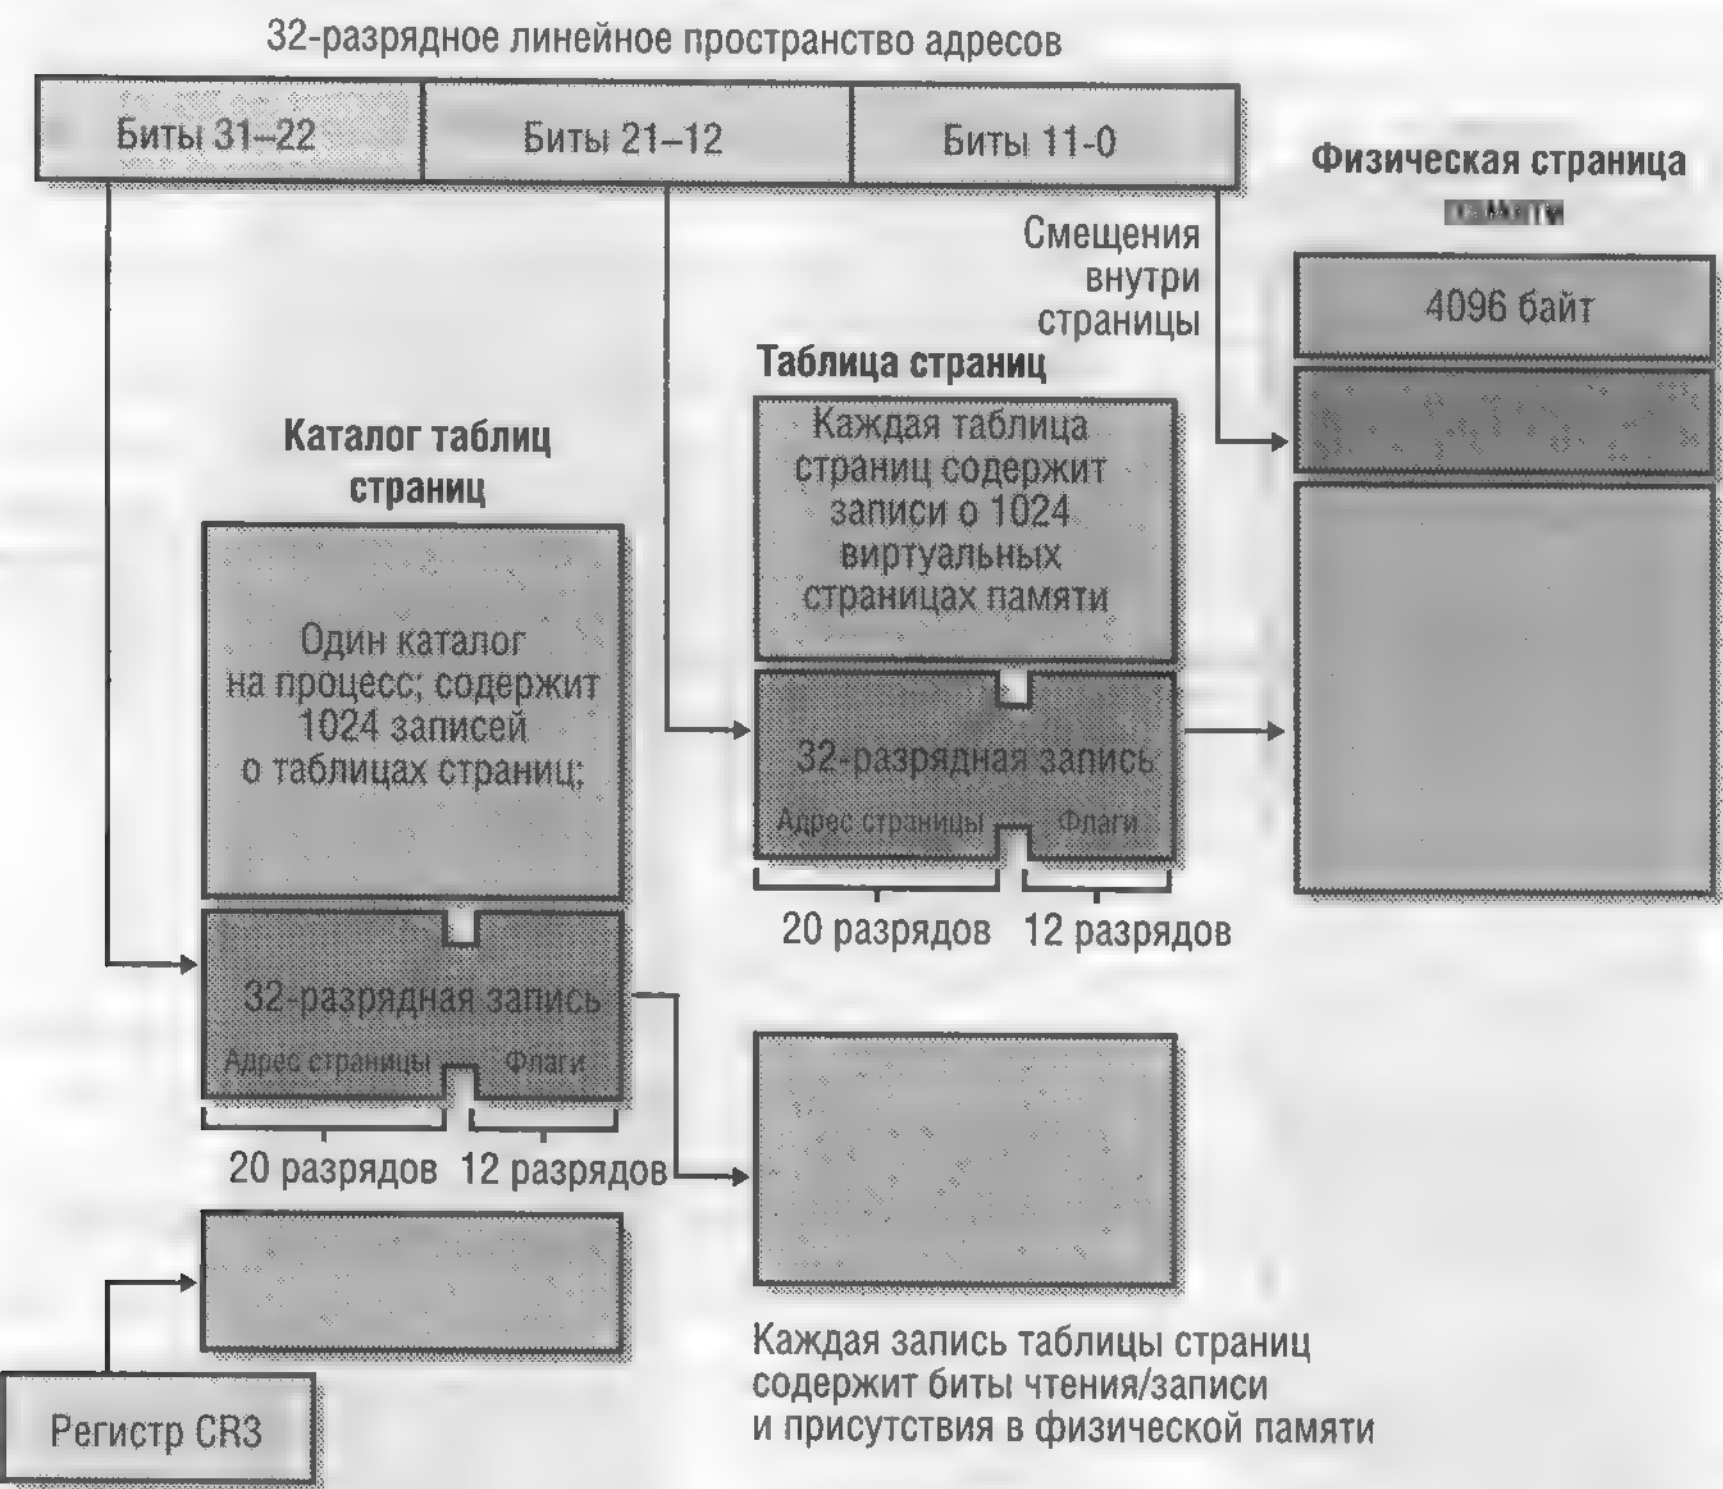 32-разрядное линейное пространство адресов
Биты 31–22
Биты 21–12
Биты 11-0
Физическая страница
Смещения
внутри
страницы
4096 байт
Таблица страниц
Каждая таблица
страниц содержит
записи о 1024
виртуальных
страницах памяти
32-разрядная запись
Адрес страницы
Флаги
20 разрядов
12 разрядов
Каталог таблиц
страниц
Один каталог
на процесс; содержит
1024 записей
о таблицах страниц;
32-разрядная запись
Адрес страницы
Флаги
20 разрядов
12 разрядов
Каждая запись таблицы страниц
содержит биты чтения/записи
и присутствия в физической памяти
Регистр CR3